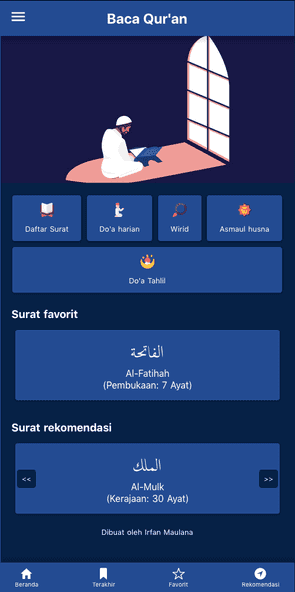 Baca Qur'an
Daftar Surat
Do'a harian
Wirid
Asmaul husna
Do'a Tahlil
Surat favorit
الفاتحة
Al-Fatihah
(Pembukaan: 7 Ayat)
Surat rekomendasi
الملك
<<
>>
Al-Mulk
(Kerajaan: 30 Ayat)
Dibuat oleh Irfan Maulana
Beranda
Terakhir
Favorit
Rekomendasi